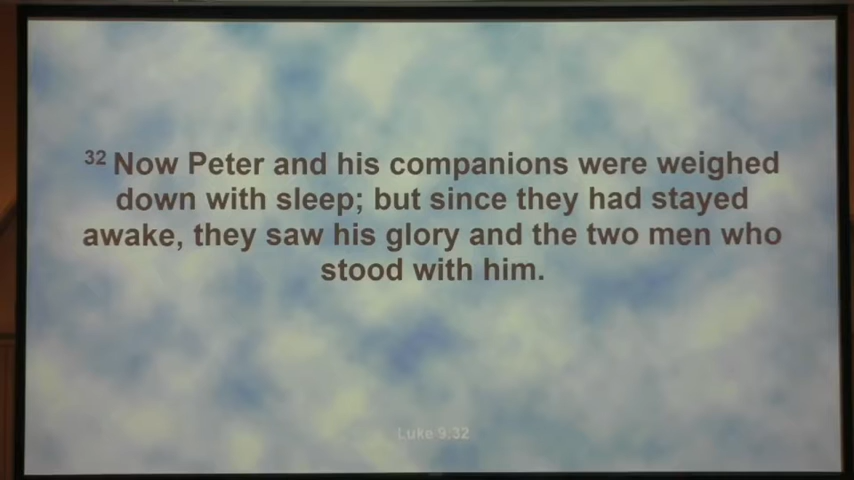 32 Now Peter and his companions were weighed
down with sleep; but since they had stayed
awake, they saw his glory and the two men who
stood with him.
Luke 9:32